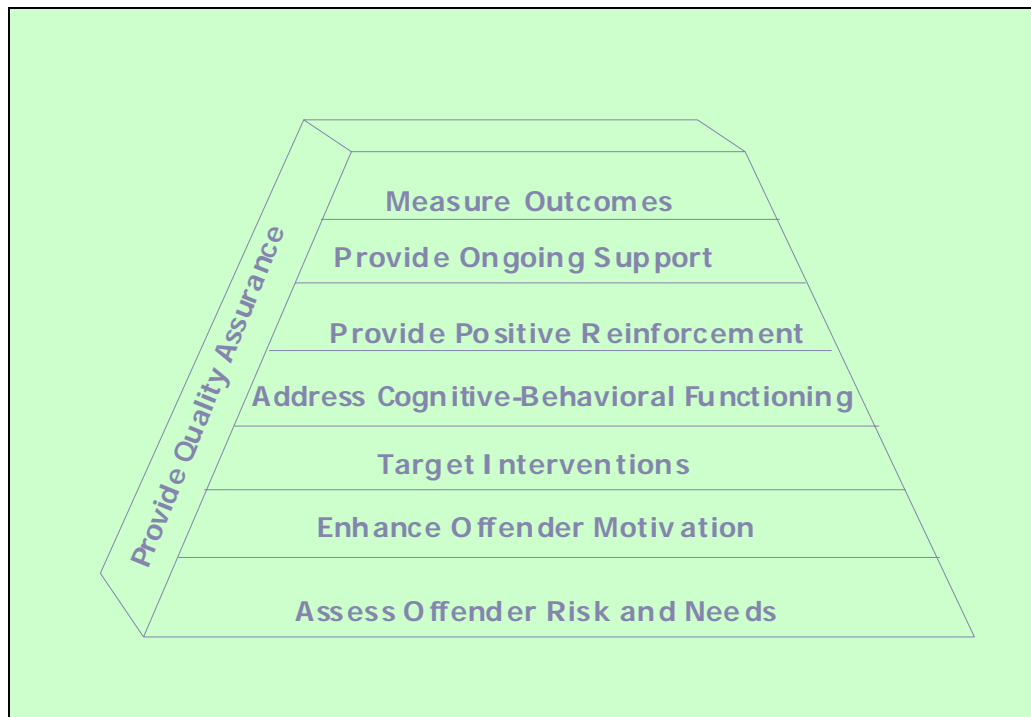 Measure Outcomes
Provide Ongoing Support
Provide Positive Reinforcement
Address Cognitive-Behavioral Functioning
Target Interventions
Enhance Offender Motivation
Assess Offender Risk and Needs
Provide Quality Assurance